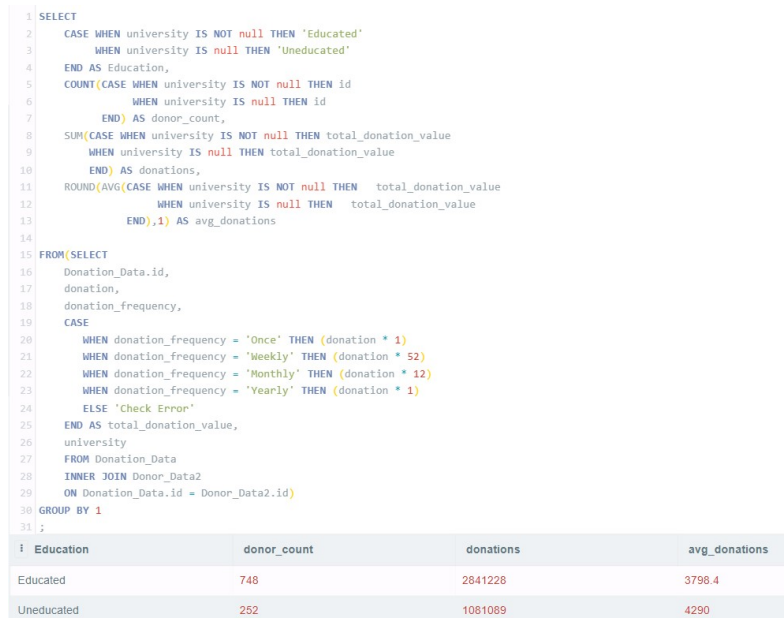 1 SELECT
2 CASE WHEN university IS NOT null THEN 'Educated'
3 WHEN university IS null THEN 'Uneducated'
4 END AS Education,
5 COUNT(CASE WHEN university IS NOT null THEN id
6 WHEN university IS null THEN id
7 END) AS donor_count,
8 SUM(CASE WHEN university IS NOT null THEN total_donation_value
9 WHEN university IS null THEN total_donation_value
10 END) AS donations,
11 ROUND(AVG(CASE WHEN university IS NOT null THEN total_donation_value
12 WHEN university IS null THEN total_donation_value
13 END),1) AS avg_donations
14
15 FROM(SELECT
16 Donation_Data.id,
17 donation,
18 donation_frequency,
19 CASE
20 WHEN donation_frequency = 'Once' THEN (donation * 1)
21 WHEN donation_frequency = 'Weekly' THEN (donation * 52)
22 WHEN donation_frequency = 'Monthly' THEN (donation * 12)
23 WHEN donation_frequency = 'Yearly' THEN (donation * 1)
24 ELSE 'Check Error'
25 END AS total_donation_value,
26 university
27 FROM Donation_Data
28 INNER JOIN Donor_Data2
29 ON Donation_Data.id = Donor_Data2.id)
30 GROUP BY 1
31 ;
Education donor_count donations avg_donations
Educated 748 2841228 3798.4
Uneducated 252 1081089 4290